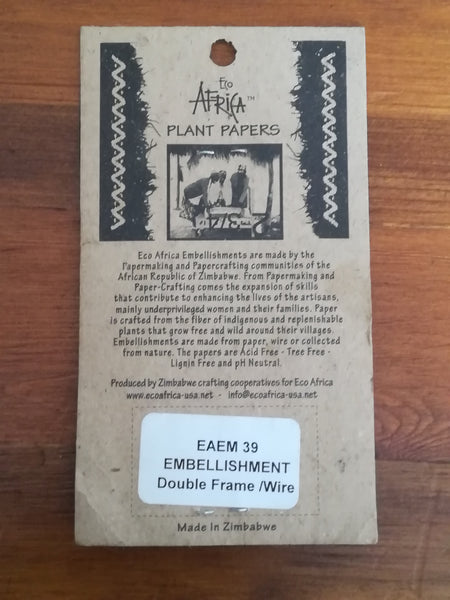 Eco
AFRICA™
PLANT PAPERS
Eco Africa Embellishments are made by the
Papermaking and Papercrafting communities of the
African Republic of Zimbabwe. From Papermaking and
Paper-Crafting comes the expansion of skills
that contribute to enhancing the lives of the artisans,
mainly underprivileged women and their families. Paper
is crafted from the fiber of indigenous and replenishable
plants that grow free and wild around their villages.
Embellishments are made from paper, wire or collected
from nature. The papers are Acid Free - Tree Free -
Lignin Free and pH Neutral.
Produced by Zimbabwe crafting cooperatives for Eco Africa
www.ecoafrica-usa.net - info@ecoafrica-usa.net
EAEM 39
EMBELLISHMENT
Double Frame /Wire
Made In Zimbabwe